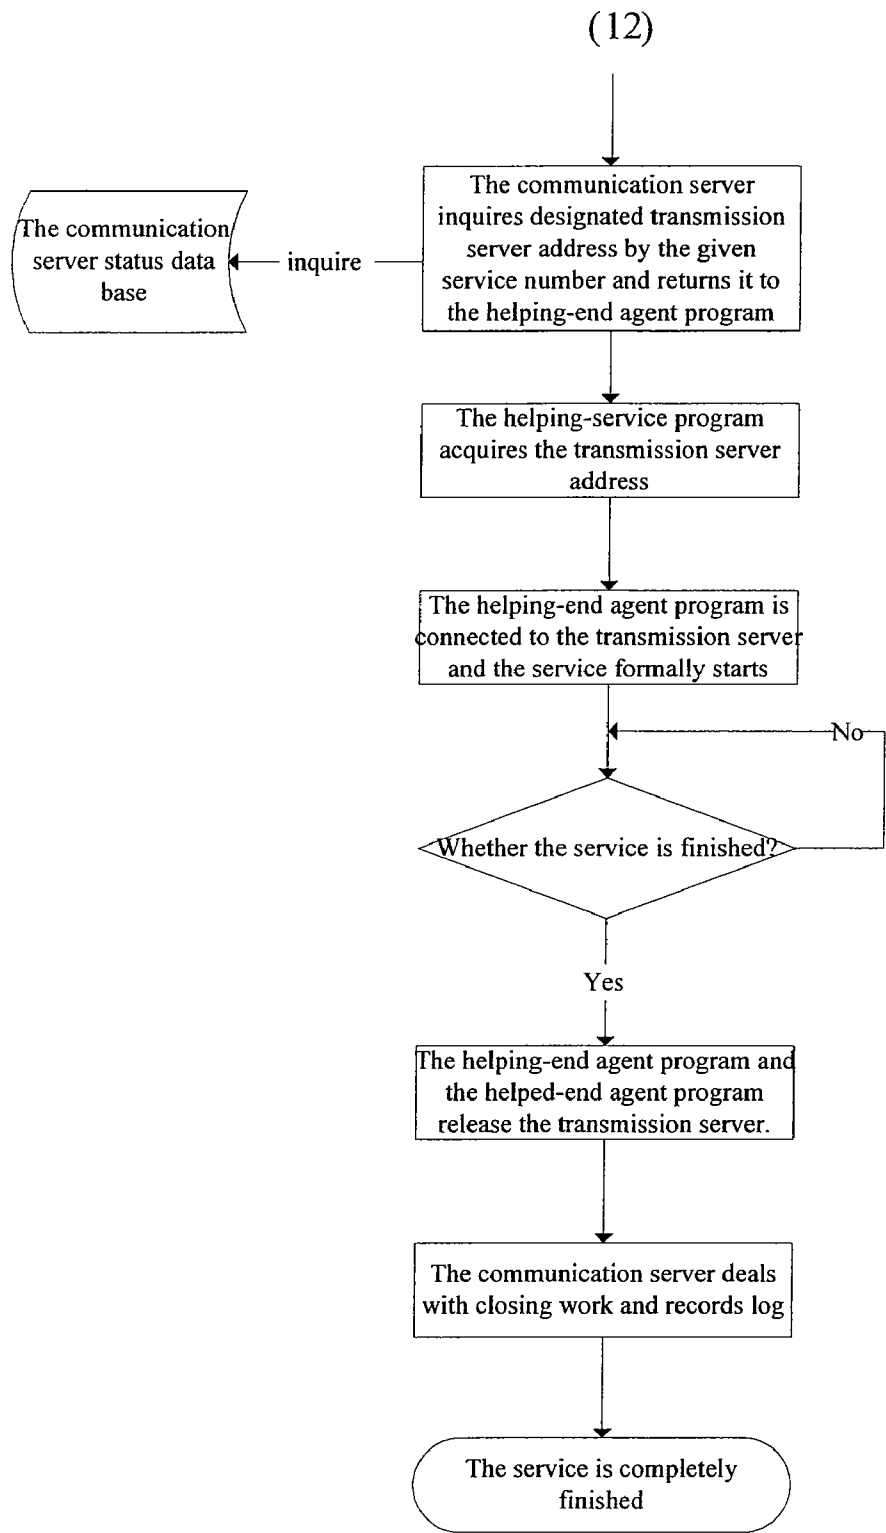 (12)
The communication server
inquires designated transmission
server address by the given
service number and returns it to
the helping-end agent program
The communication
server status data
base
inquire
The helping-service program
acquires the transmission server
address
The helping-end agent program is
connected to the transmission server
and the service formally starts
No
Whether the service is finished?
Yes
The helping-end agent program and
the helped-end agent program
release the transmission server.
The communication server deals
with closing work and records log
The service is completely
finished